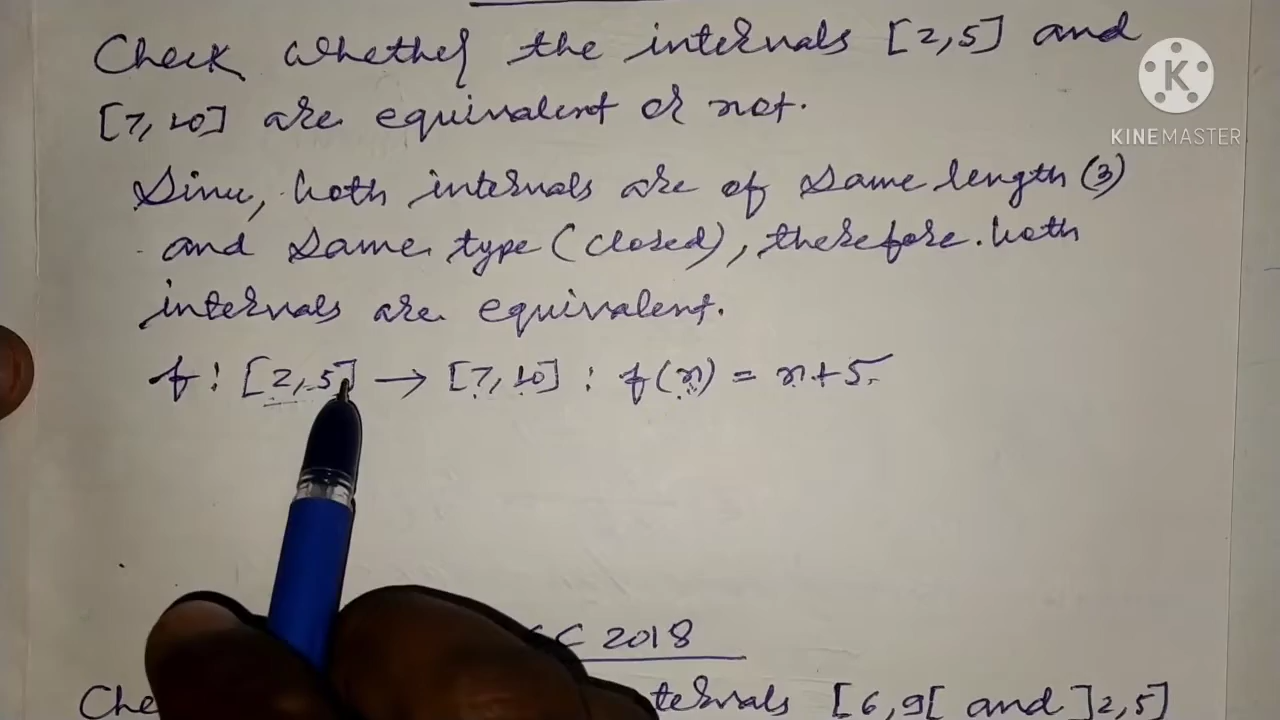 Check whether the intervals [2,5] and
[7,10] are equivalent or not.
Since, both intervals are of same length (3)
and same type (closed), therefore both
intervals are equivalent.
f : [2,5] → [7,10] : f(x) = x+5
2018
tervals [6,9[ and ]2,5]
K
KINEMASTER